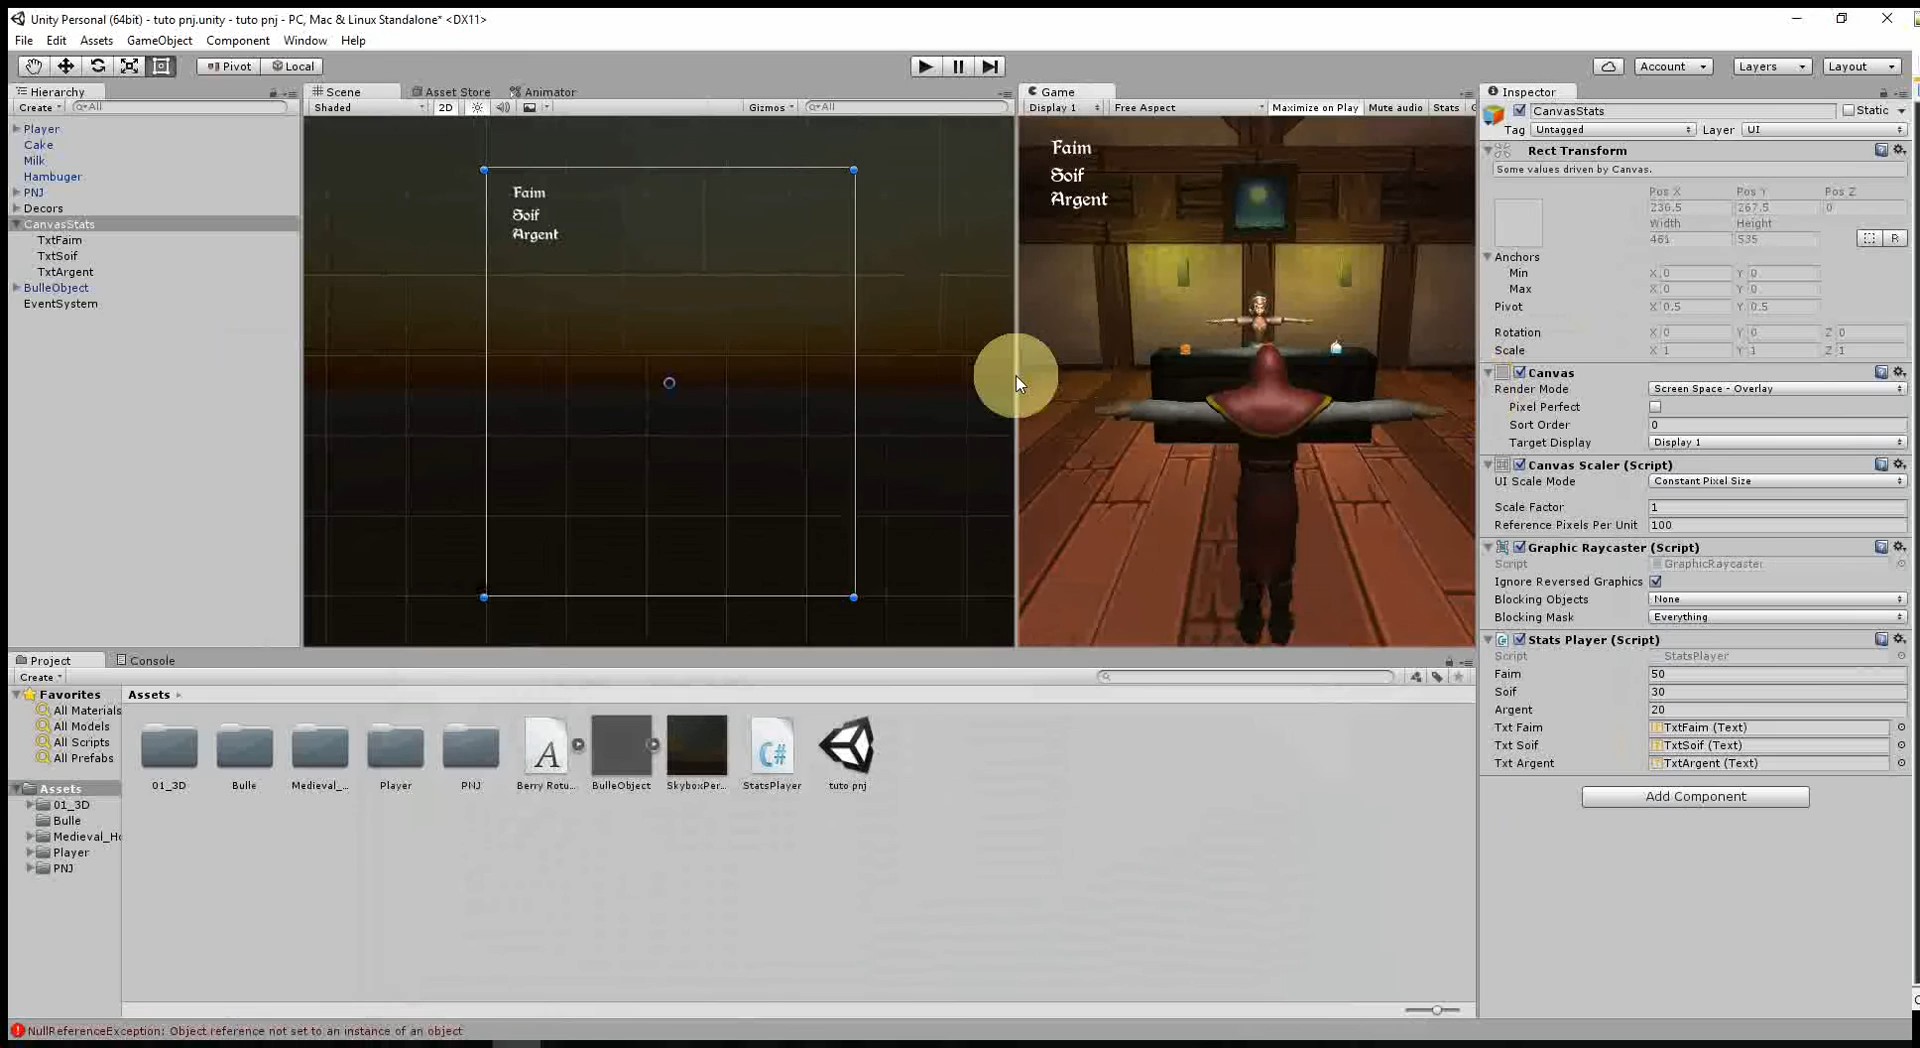 Unity Personal (64bit) - tuto pnj.unity - tuto pnj - PC, Mac & Linux Standalone* <DX11>
File Edit Assets GameObject Component Window Help
Pivot Local Account Layers Layout
Hierarchy
Create All
Player
Cake
Milk
Hambuger
PNJ
Decors
CanvasStats
TxtFaim
TxtSoif
TxtArgent
BulleObject
EventSystem
Scene Asset Store Animator
Shaded 2D Gizmos All
Faim
Soif
Argent
Game
Display 1 Free Aspect Maximize on Play Mute audio Stats
Faim
Soif
Argent
Inspector
CanvasStats Static
Tag Untagged Layer UI
Rect Transform
Some values driven by Canvas.
Pos X Pos Y Pos Z
230.5 267.5 0
Width Height
461 535
R
Anchors
Min X 0 Y 0
Max X 0 Y 0
Pivot X 0.5 Y 0.5
Rotation X 0 Y 0 Z 0
Scale X 1 Y 1 Z 1
Canvas
Render Mode Screen Space - Overlay
Pixel Perfect
Sort Order 0
Target Display Display 1
Canvas Scaler (Script)
UI Scale Mode Constant Pixel Size
Scale Factor 1
Reference Pixels Per Unit 100
Graphic Raycaster (Script)
Script GraphicRaycaster
Ignore Reversed Graphics
Blocking Objects None
Blocking Mask Everything
Stats Player (Script)
Script StatsPlayer
Faim 50
Soif 30
Argent 20
Txt Faim TxtFaim (Text)
Txt Soif TxtSoif (Text)
Txt Argent TxtArgent (Text)
Add Component
Project Console
Create
Favorites
All Materials
All Models
All Scripts
All Prefabs
Assets
01_3D
Bulle
Medieval_Ho
Player
PNJ
Assets
01_3D Bulle Medieval_... Player PNJ Berry Rotu... BulleObject SkyboxPer... StatsPlayer tuto pnj
A
C#
NullReferenceException: Object reference not set to an instance of an object